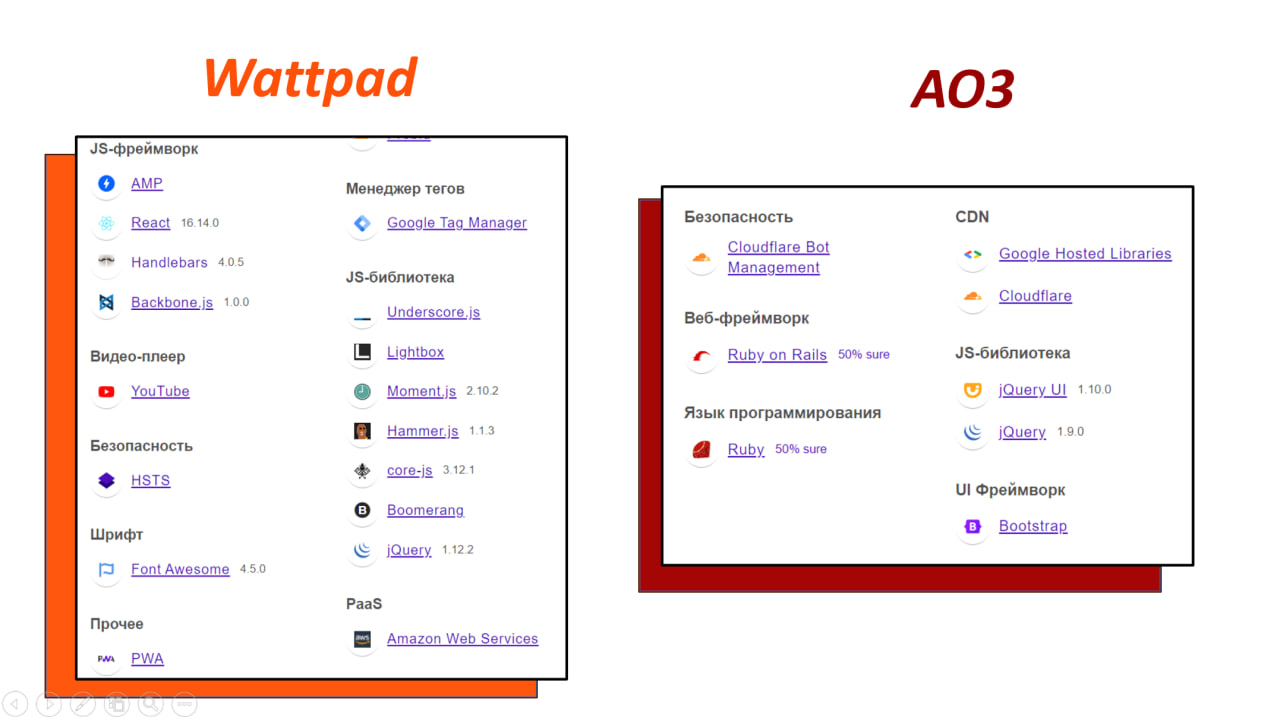 Wattpad
JS-фреймворк
AMP
React 16.14.0
Handlebars 4.0.5
Backbone.js 1.0.0
Видео-плеер
YouTube
Безопасность
HSTS
Шрифт
Font Awesome 4.5.0
Прочее
PWA
Менеджер тегов
Google Tag Manager
JS-библиотека
Underscore.js
Lightbox
Moment.js 2.10.2
Hammer.js 1.1.3
core-js 3.12.1
Boomerang
jQuery 1.12.2
PaaS
Amazon Web Services
AO3
Безопасность
Cloudflare Bot
Management
Веб-фреймворк
Ruby on Rails 50% sure
Язык программирования
Ruby 50% sure
CDN
Google Hosted Libraries
Cloudflare
JS-библиотека
jQuery UI 1.10.0
jQuery 1.9.0
UI Фреймворк
Bootstrap